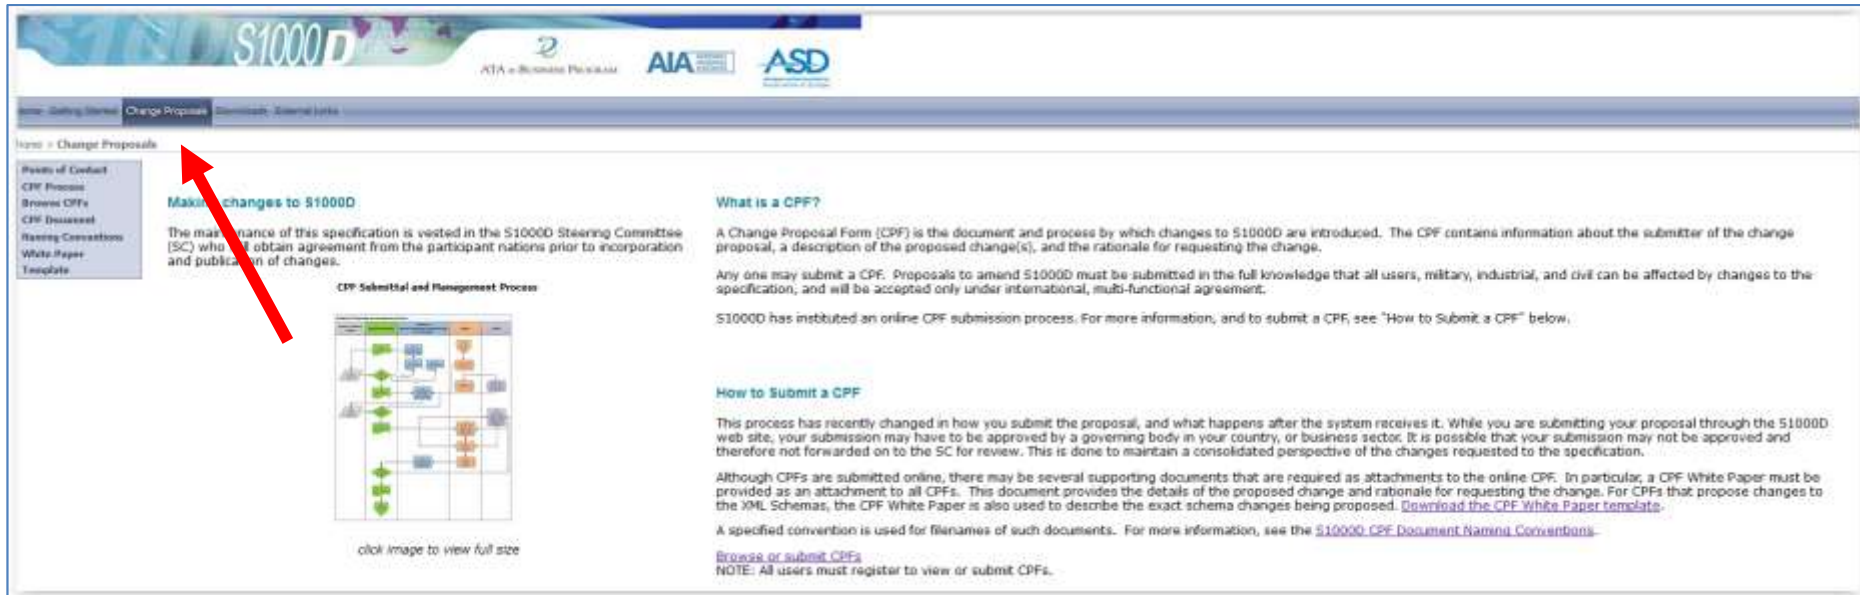 S1000D
ATA e-Business Program
AIA
ASD
Home Getting Started Change Proposals Downloads External Links
Home > Change Proposals
Points of Contact
CPF Process
Browse CPFs
CPF Document
Naming Conventions
White Paper
Template
Making changes to S1000D
The maintenance of this specification is vested in the S1000D Steering Committee
(SC) who will obtain agreement from the participant nations prior to incorporation
and publication of changes.
CPF Submittal and Management Process
click image to view full size
What is a CPF?
A Change Proposal Form (CPF) is the document and process by which changes to S1000D are introduced. The CPF contains information about the submitter of the change
proposal, a description of the proposed change(s), and the rationale for requesting the change.
Any one may submit a CPF. Proposals to amend S1000D must be submitted in the full knowledge that all users, military, industrial, and civil can be affected by changes to the
specification, and will be accepted only under international, multi-functional agreement.
S1000D has instituted an online CPF submission process. For more information, and to submit a CPF, see "How to Submit a CPF" below.
How to Submit a CPF
This process has recently changed in how you submit the proposal, and what happens after the system receives it. While you are submitting your proposal through the S1000D
web site, your submission may have to be approved by a governing body in your country, or business sector. It is possible that your submission may not be approved and
therefore not forwarded on to the SC for review. This is done to maintain a consolidated perspective of the changes requested to the specification.
Although CPFs are submitted online, there may be several supporting documents that are required as attachments to the online CPF. In particular, a CPF White Paper must be
provided as an attachment to all CPFs. This document provides the details of the proposed change and rationale for requesting the change. For CPFs that propose changes to
the XML Schemas, the CPF White Paper is also used to describe the exact schema changes being proposed. Download the CPF White Paper template.
A specified convention is used for filenames of such documents. For more information, see the S1000D CPF Document Naming Conventions.
Browse or submit CPFs
NOTE: All users must register to view or submit CPFs.